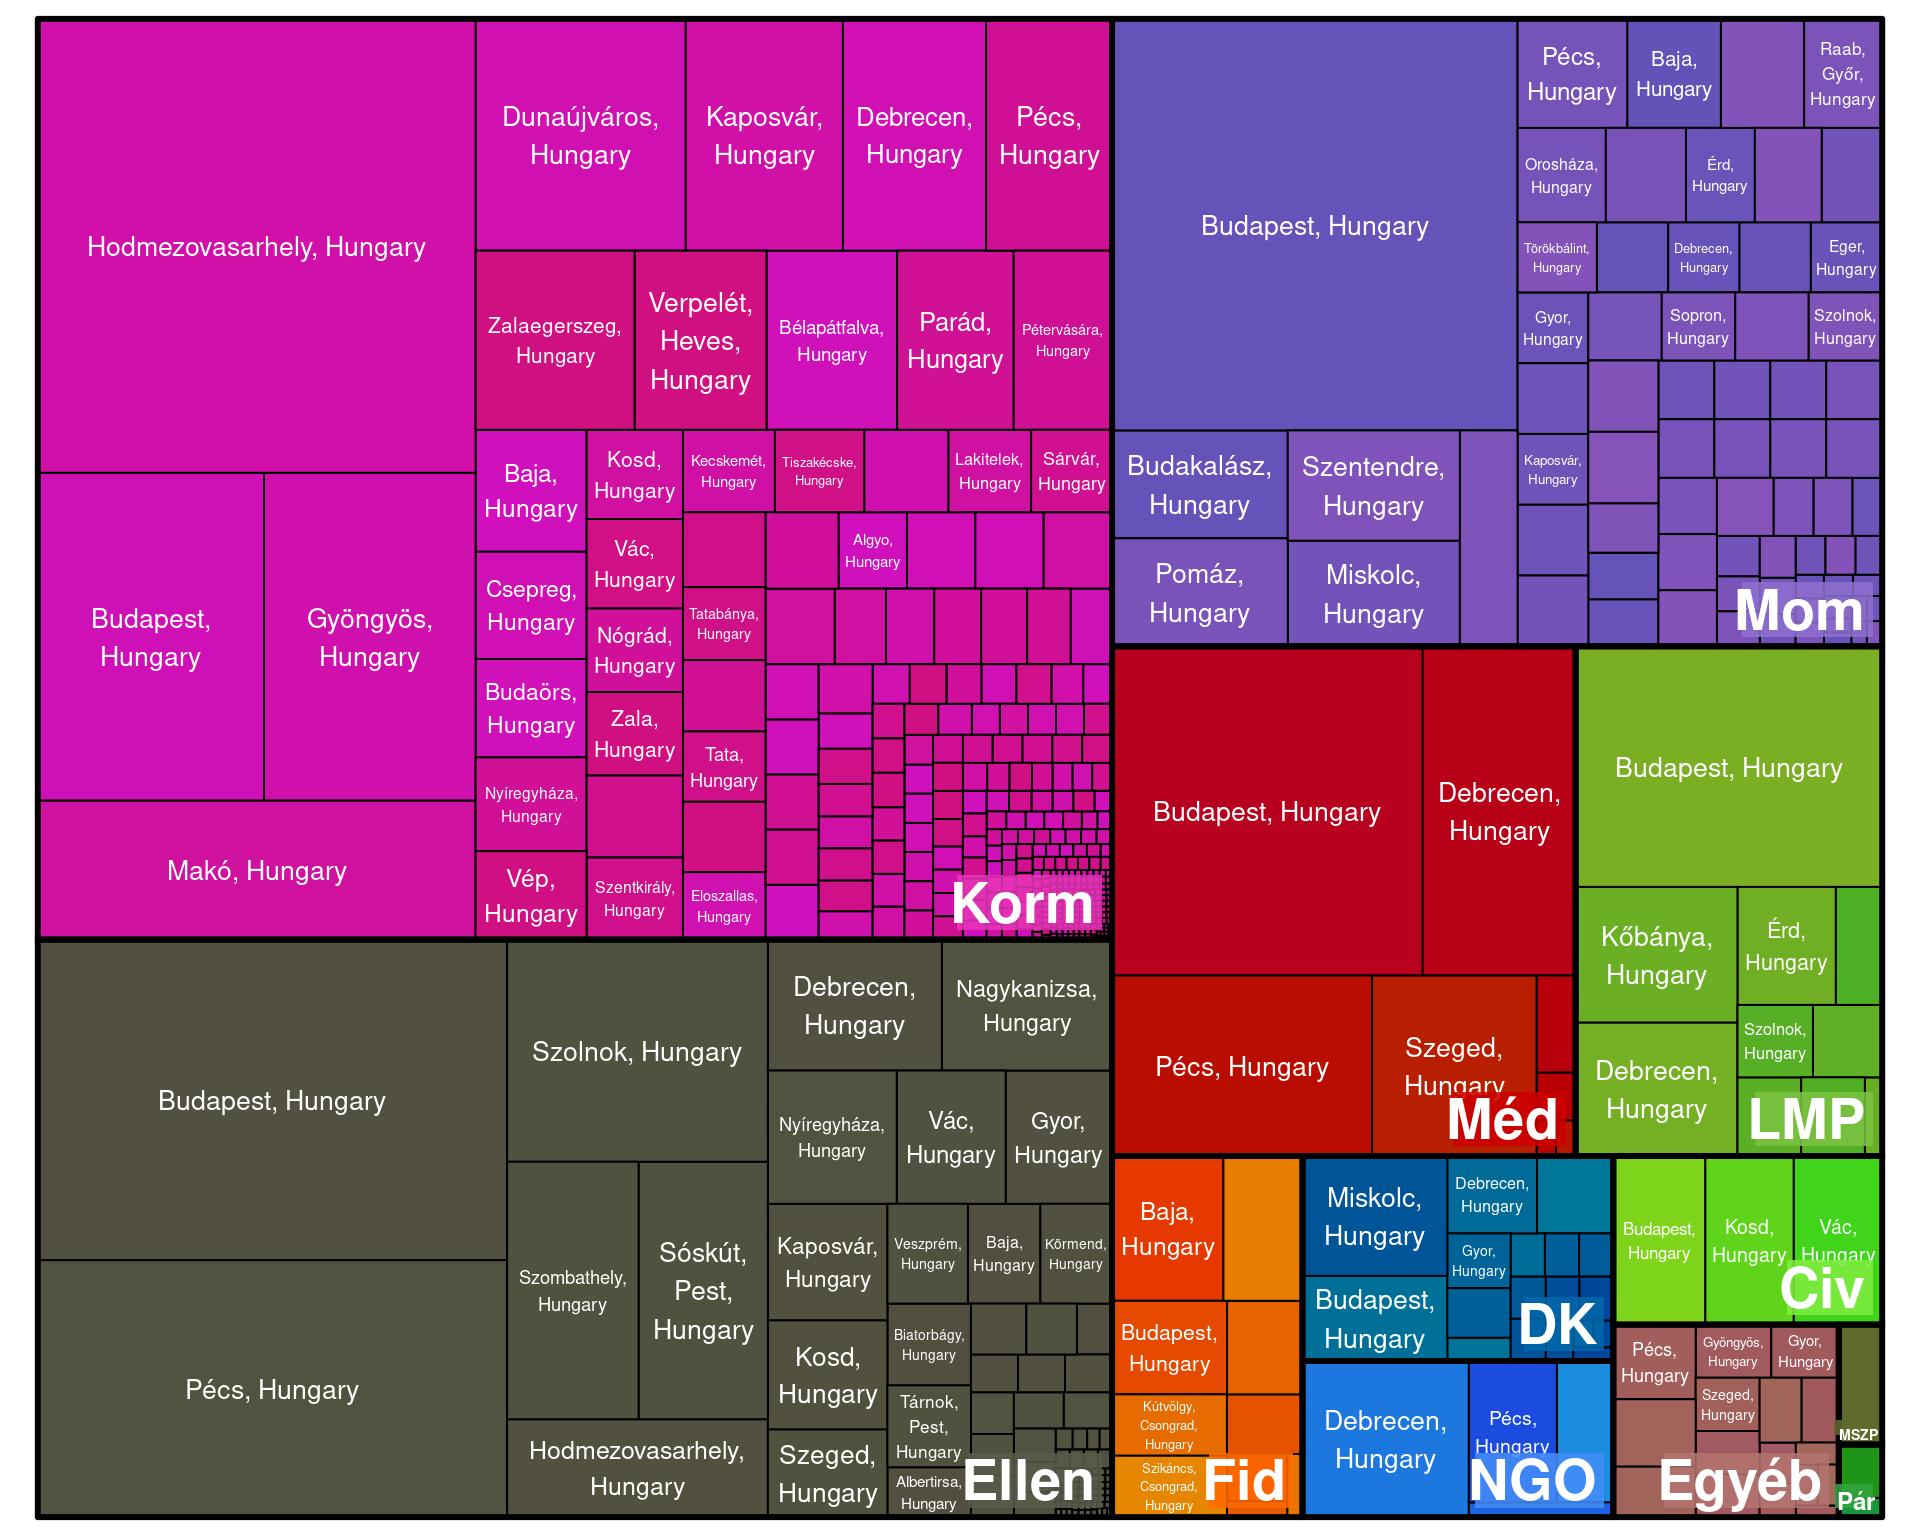 Hodmezovasarhely, Hungary
Dunaújváros,
Hungary
Kaposvár,
Hungary
Debrecen,
Hungary
Pécs,
Hungary
Zalaegerszeg,
Hungary
Verpelét,
Heves,
Hungary
Bélapátfalva,
Hungary
Parád,
Hungary
Pétervására,
Hungary
Budapest,
Hungary
Gyöngyös,
Hungary
Makó, Hungary
Baja,
Hungary
Csepreg,
Hungary
Budaörs,
Hungary
Nyíregyháza,
Hungary
Vép,
Hungary
Kosd,
Hungary
Vác,
Hungary
Nógrád,
Hungary
Zala,
Hungary
Szentkirály,
Hungary
Kecskemét,
Hungary
Tiszakécske,
Hungary
Lakitelek,
Hungary
Sárvár,
Hungary
Algyo,
Hungary
Tatabánya,
Hungary
Tata,
Hungary
Eloszallas,
Hungary
Korm
Budapest, Hungary
Budakalász,
Hungary
Szentendre,
Hungary
Pomáz,
Hungary
Miskolc,
Hungary
Pécs,
Hungary
Baja,
Hungary
Raab,
Győr,
Hungary
Orosháza,
Hungary
Érd,
Hungary
Törökbálint,
Hungary
Debrecen,
Hungary
Eger,
Hungary
Gyor,
Hungary
Sopron,
Hungary
Szolnok,
Hungary
Kaposvár,
Hungary
Mom
Budapest, Hungary
Pécs, Hungary
Szolnok, Hungary
Szombathely,
Hungary
Sóskút,
Pest,
Hungary
Hodmezovasarhely,
Hungary
Debrecen,
Hungary
Nagykanizsa,
Hungary
Nyíregyháza,
Hungary
Vác,
Hungary
Gyor,
Hungary
Kaposvár,
Hungary
Veszprém,
Hungary
Baja,
Hungary
Körmend,
Hungary
Kosd,
Hungary
Biatorbágy,
Hungary
Tárnok,
Pest,
Hungary
Szeged,
Hungary
Albertirsa,
Hungary
Ellen
Budapest, Hungary
Debrecen,
Hungary
Pécs, Hungary
Szeged,
Hungary
Méd
Budapest, Hungary
Kőbánya,
Hungary
Érd,
Hungary
Debrecen,
Hungary
Szolnok,
Hungary
LMP
Baja,
Hungary
Budapest,
Hungary
Kútvölgy,
Csongrad,
Hungary
Szikáncs,
Csongrad,
Hungary
Fid
Miskolc,
Hungary
Debrecen,
Hungary
Gyor,
Hungary
Budapest,
Hungary
DK
Debrecen,
Hungary
Pécs,
Hungary
NGO
Budapest,
Hungary
Kosd,
Hungary
Vác,
Hungary
Civ
Pécs,
Hungary
Gyöngyös,
Hungary
Gyor,
Hungary
Szeged,
Hungary
Egyéb
MSZP
Pár